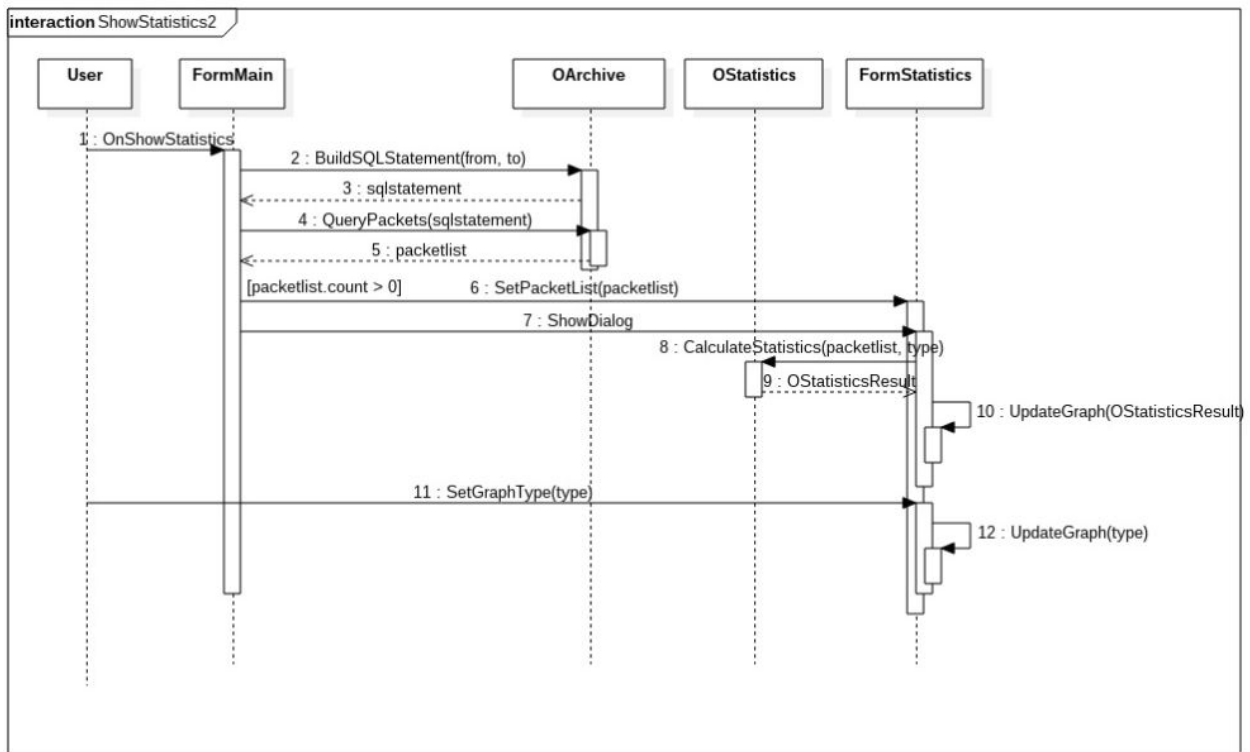 interaction ShowStatistics2
User
FormMain
OArchive
OStatistics
FormStatistics
1 : OnShowStatistics
2 : BuildSQLStatement(from, to)
3 : sqlstatement
4 : QueryPackets(sqlstatement)
5 : packetlist
[packetlist.count > 0]
6 : SetPacketList(packetlist)
7 : ShowDialog
8 : CalculateStatistics(packetlist, type)
9 : OStatisticsResult
10 : UpdateGraph(OStatisticsResult)
11 : SetGraphType(type)
12 : UpdateGraph(type)